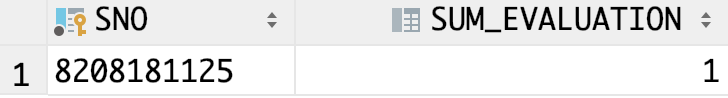 SNO SUM_EVALUATION
1 8208181125 1